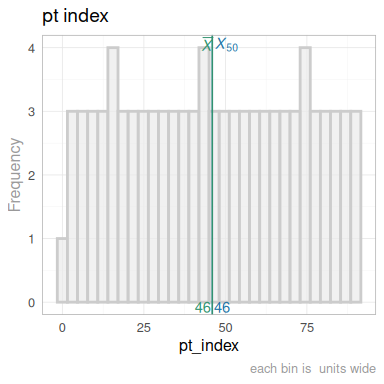 pt index
X̅ X50
4
3
2
1
0
Frequency
46 46
0 25 50 75
pt_index
each bin is  units wide